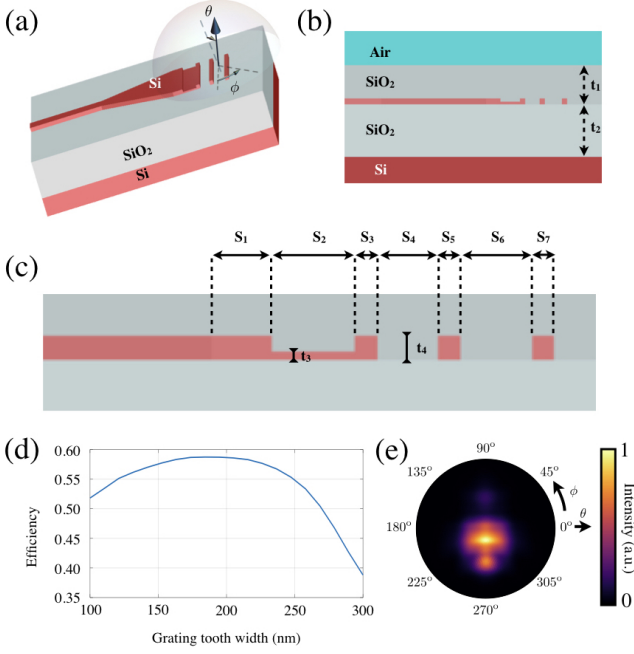 (a)
θ
Si
ϕ
SiO₂
Si
(b)
Air
SiO₂
t₁
SiO₂
t₂
Si
(c)
S₁ S₂ S₃ S₄ S₅ S₆ S₇
t₃
t₄
(d)
0.60
0.55
0.50
0.45
0.40
0.35
Efficiency
100 150 200 250 300
Grating tooth width (nm)
(e)
90°
135° 45°
ϕ
θ
180° 0°
225° 305°
270°
1
Intensity (a.u.)
0